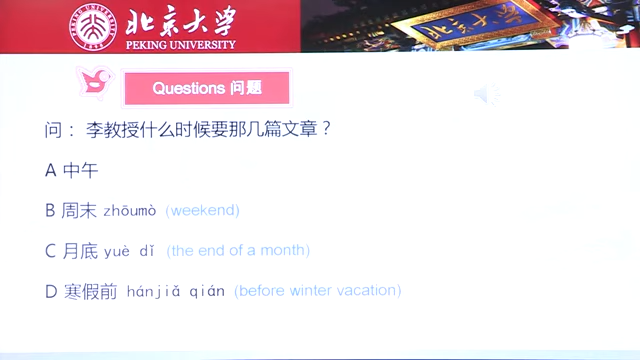 北京大学
PEKING UNIVERSITY
Questions 问题
问： 李教授什么时候要那几篇文章？
A 中午
B 周末 zhōumò (weekend)
C 月底 yuè dǐ (the end of a month)
D 寒假前 hánjiǎ qián (before winter vacation)